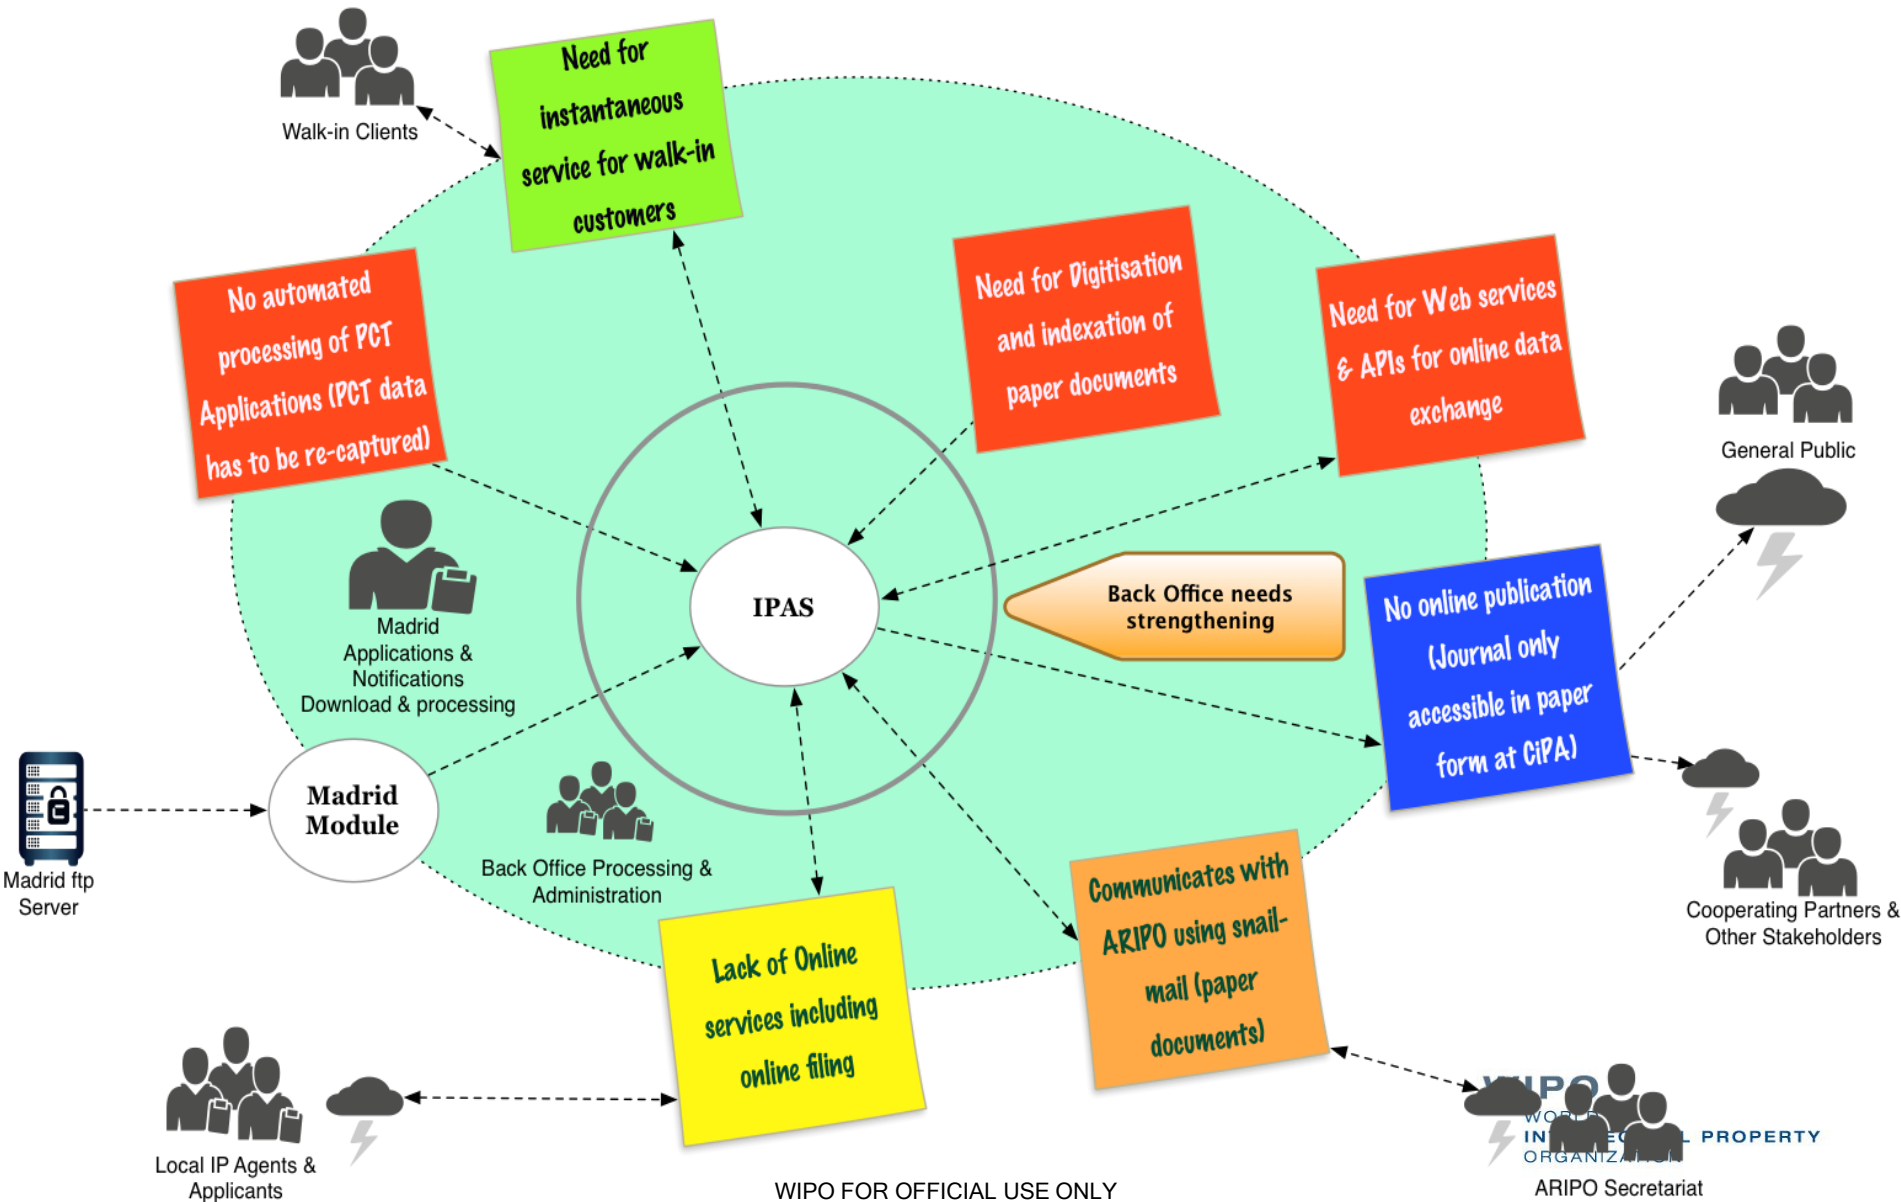 Walk-in Clients
Need for
instantaneous
service for walk-in
customers
No automated
processing of PCT
Applications (PCT data
has to be re-captured)
Need for Digitisation
and indexation of
paper documents
Need for Web services
& APIs for online data
exchange
General Public
Madrid
Applications &
Notifications
Download & processing
IPAS
Back Office needs
strengthening
No online publication
(Journal only
accessible in paper
form at CiPA)
Madrid ftp
Server
Madrid
Module
Back Office Processing &
Administration
Cooperating Partners &
Other Stakeholders
Communicates with
ARIPO using snail-
mail (paper
documents)
Lack of Online
services including
online filing
Local IP Agents &
Applicants
WIPO
PROPERTY
ARIPO Secretariat
WIPO FOR OFFICIAL USE ONLY